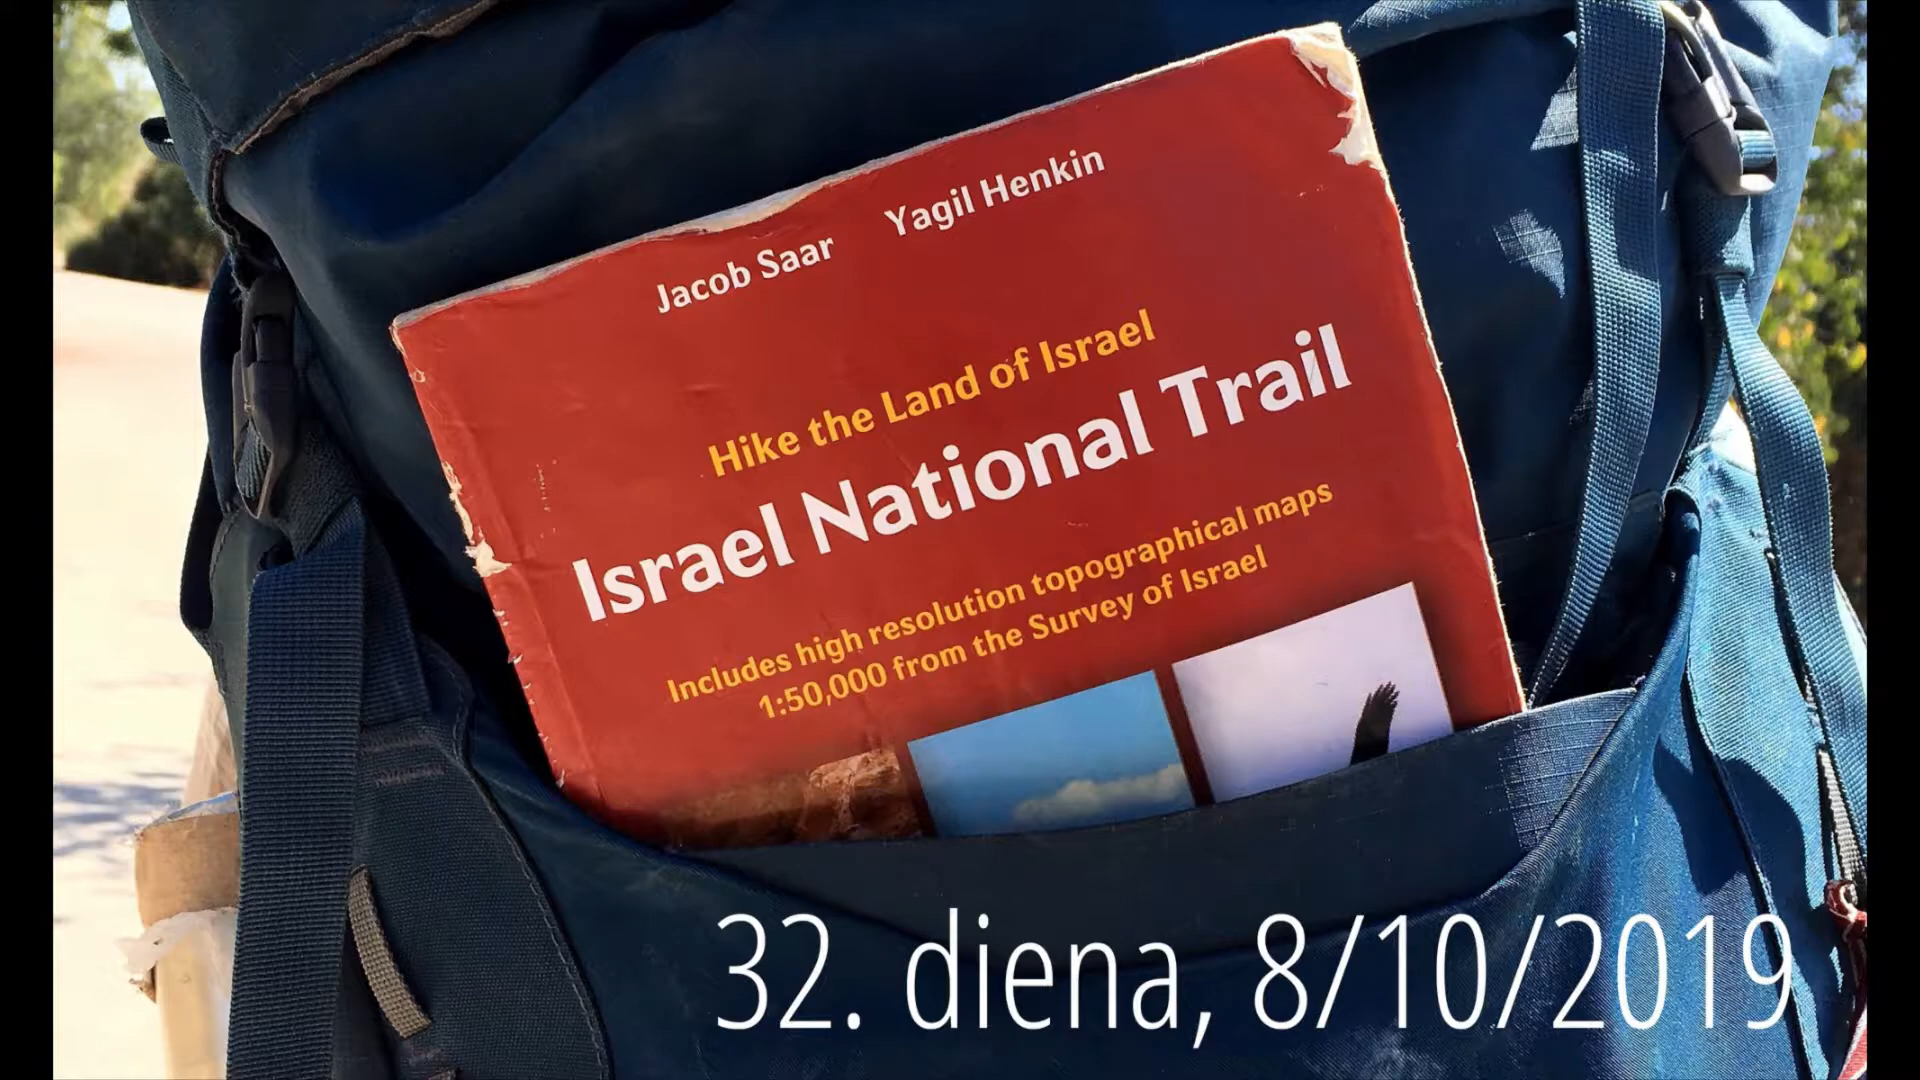 Jacob Saar Yagil Henkin
Hike the Land of Israel
Israel National Trail
Includes high resolution topographical maps
1:50,000 from the Survey of Israel
32. diena, 8/10/2019